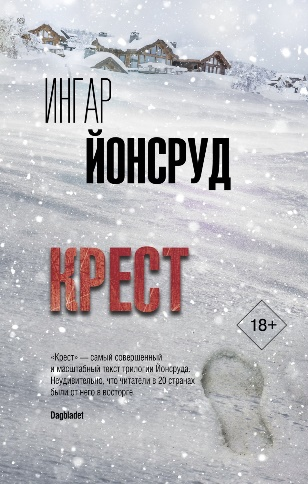 ИНГАР
ЙОНСРУД
КРЕСТ
18+
«Крест» — самый совершенный
и масштабный текст трилогии Йонсруда.
Неудивительно, что читатели в 20 странах
были от него в восторге.
Dagbladet